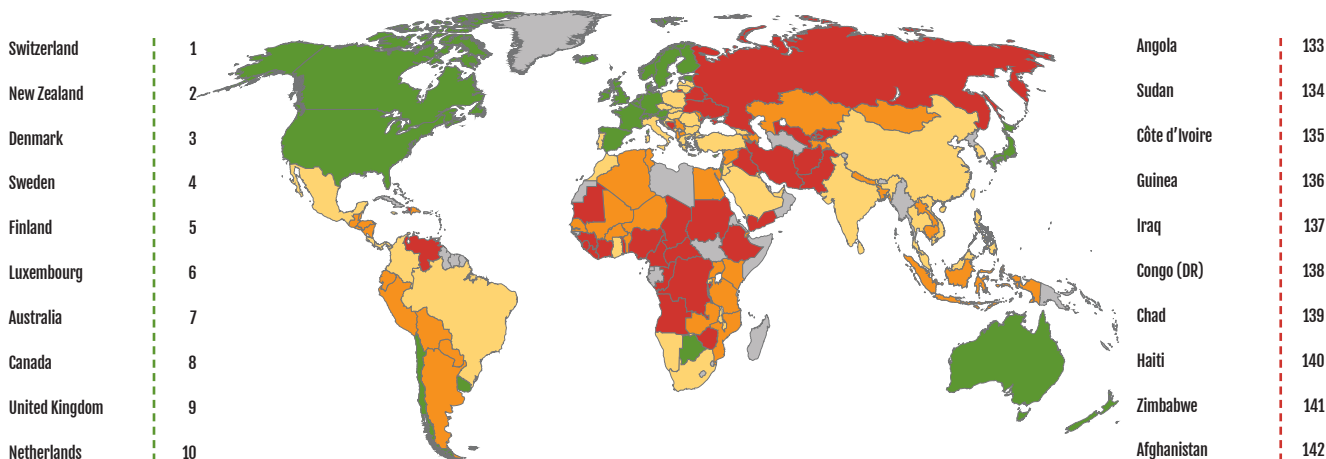 Switzerland 1
New Zealand 2
Denmark 3
Sweden 4
Finland 5
Luxembourg 6
Australia 7
Canada 8
United Kingdom 9
Netherlands 10
Angola 133
Sudan 134
Côte d'Ivoire 135
Guinea 136
Iraq 137
Congo (DR) 138
Chad 139
Haiti 140
Zimbabwe 141
Afghanistan 142